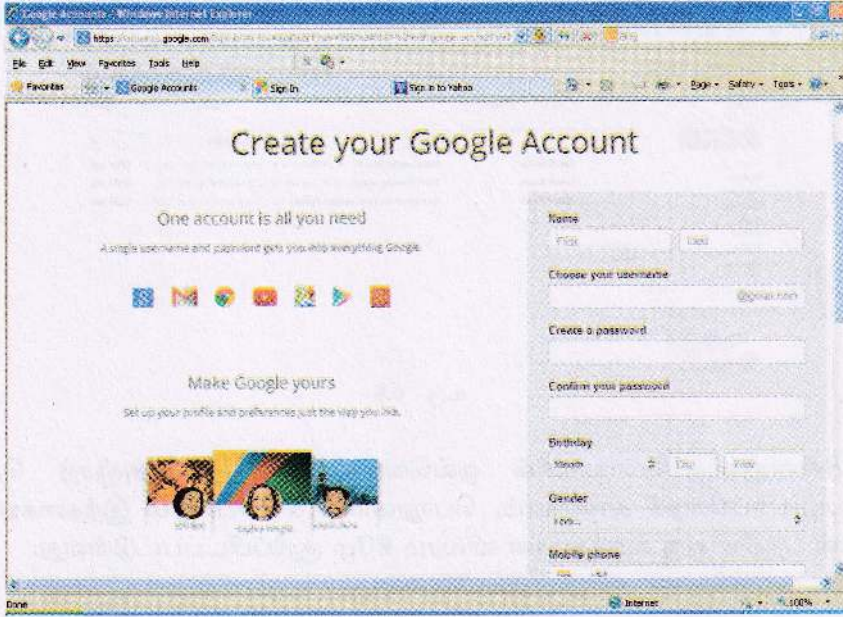 Google Accounts - Windows Internet Explorer
https google.com
File Edit View Favorites Tools Help
Favorites Google Accounts Sign In Sign in to Yahoo Page Safety Tools
Create your Google Account
One account is all you need
A single username and password gets you into everything Google.
Make Google yours
Set up your profile and preferences just the way you like.
Name
First Last
Choose your username
@gmail.com
Create a password
Confirm your password
Birthday
Month Day Year
Gender
I am...
Mobile phone
Done Internet 100%